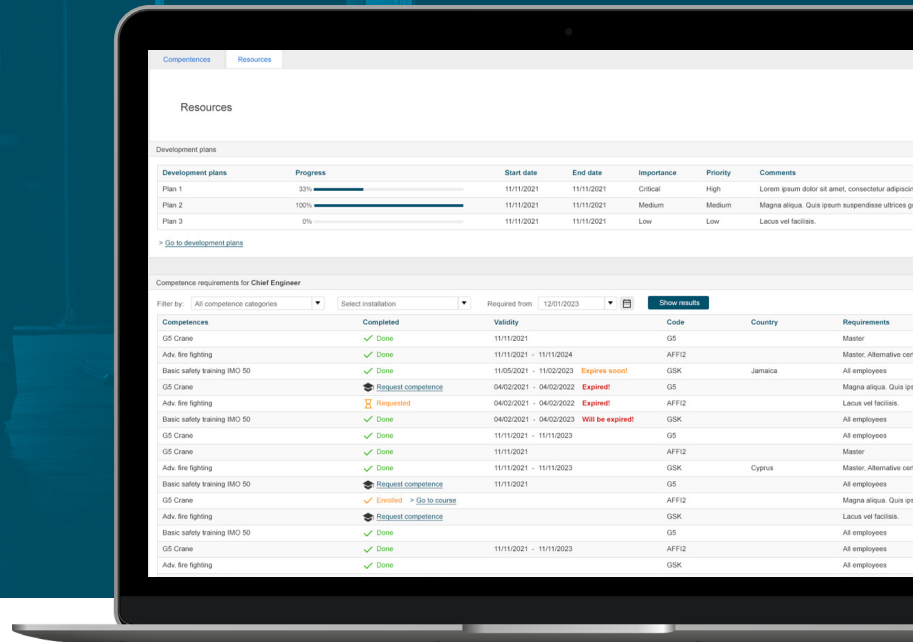 Compentences Resources
Resources
Development plans
Development plans Progress Start date End date Importance Priority Comments
Plan 1 33% 11/11/2021 11/11/2021 Critical High Lorem ipsum dolor sit amet, consectetur adipiscin
Plan 2 100% 11/11/2021 11/11/2021 Medium Medium Magna aliqua. Quis ipsum suspendisse ultrices g
Plan 3 0% 11/11/2021 11/11/2021 Low Low Lacus vel facilisis.
> Go to development plans
Competence requirements for Chief Engineer
Filter by: All competence categories Select installation Required from 12/01/2023 Show results
Competences Completed Validity Code Country Requirements
G5 Crane Done 11/11/2021 G5 Master
Adv. fire fighting Done 11/11/2021 - 11/11/2024 AFFI2 Master, Alternative cert
Basic safety training IMO 50 Done 11/05/2021 - 11/02/2023 Expires soon! GSK Jamaica All employees
G5 Crane Request competence 04/02/2021 - 04/02/2022 Expired! G5 Magna aliqua. Quis ips
Adv. fire fighting Requested 04/02/2021 - 04/02/2022 Expired! AFFI2 Lacus vel facilisis.
Basic safety training IMO 50 Done 04/02/2021 - 04/02/2023 Will be expired! GSK All employees
G5 Crane Done 11/11/2021 - 11/11/2023 G5 All employees
G5 Crane Done 11/11/2021 AFFI2 Master
Adv. fire fighting Done 11/11/2021 - 11/11/2023 GSK Cyprus Master, Alternative cert
Basic safety training IMO 50 Request competence 11/11/2021 G5 All employees
G5 Crane Enrolled > Go to course AFFI2 Magna aliqua. Quis ips
Adv. fire fighting Request competence GSK Lacus vel facilisis.
Basic safety training IMO 50 Done G5 All employees
G5 Crane Done 11/11/2021 - 11/11/2023 AFFI2 All employees
Adv. fire fighting Done GSK All employees